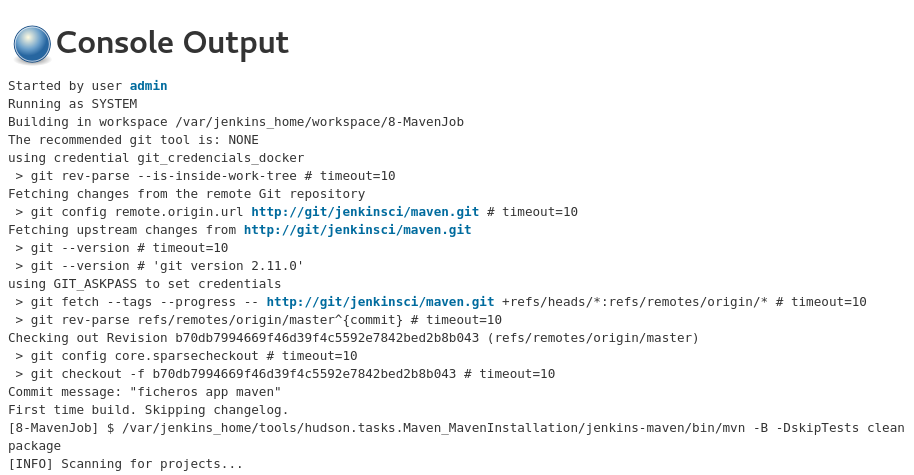 Console Output
Started by user admin
Running as SYSTEM
Building in workspace /var/jenkins_home/workspace/8-MavenJob
The recommended git tool is: NONE
using credential git_credencials_docker
 > git rev-parse --is-inside-work-tree # timeout=10
Fetching changes from the remote Git repository
 > git config remote.origin.url http://git/jenkinsci/maven.git # timeout=10
Fetching upstream changes from http://git/jenkinsci/maven.git
 > git --version # timeout=10
 > git --version # 'git version 2.11.0'
using GIT_ASKPASS to set credentials
 > git fetch --tags --progress -- http://git/jenkinsci/maven.git +refs/heads/*:refs/remotes/origin/* # timeout=10
 > git rev-parse refs/remotes/origin/master^{commit} # timeout=10
Checking out Revision b70db7994669f46d39f4c5592e7842bed2b8b043 (refs/remotes/origin/master)
 > git config core.sparsecheckout # timeout=10
 > git checkout -f b70db7994669f46d39f4c5592e7842bed2b8b043 # timeout=10
Commit message: "ficheros app maven"
First time build. Skipping changelog.
[8-MavenJob] $ /var/jenkins_home/tools/hudson.tasks.Maven_MavenInstallation/jenkins-maven/bin/mvn -B -DskipTests clean
package
[INFO] Scanning for projects...